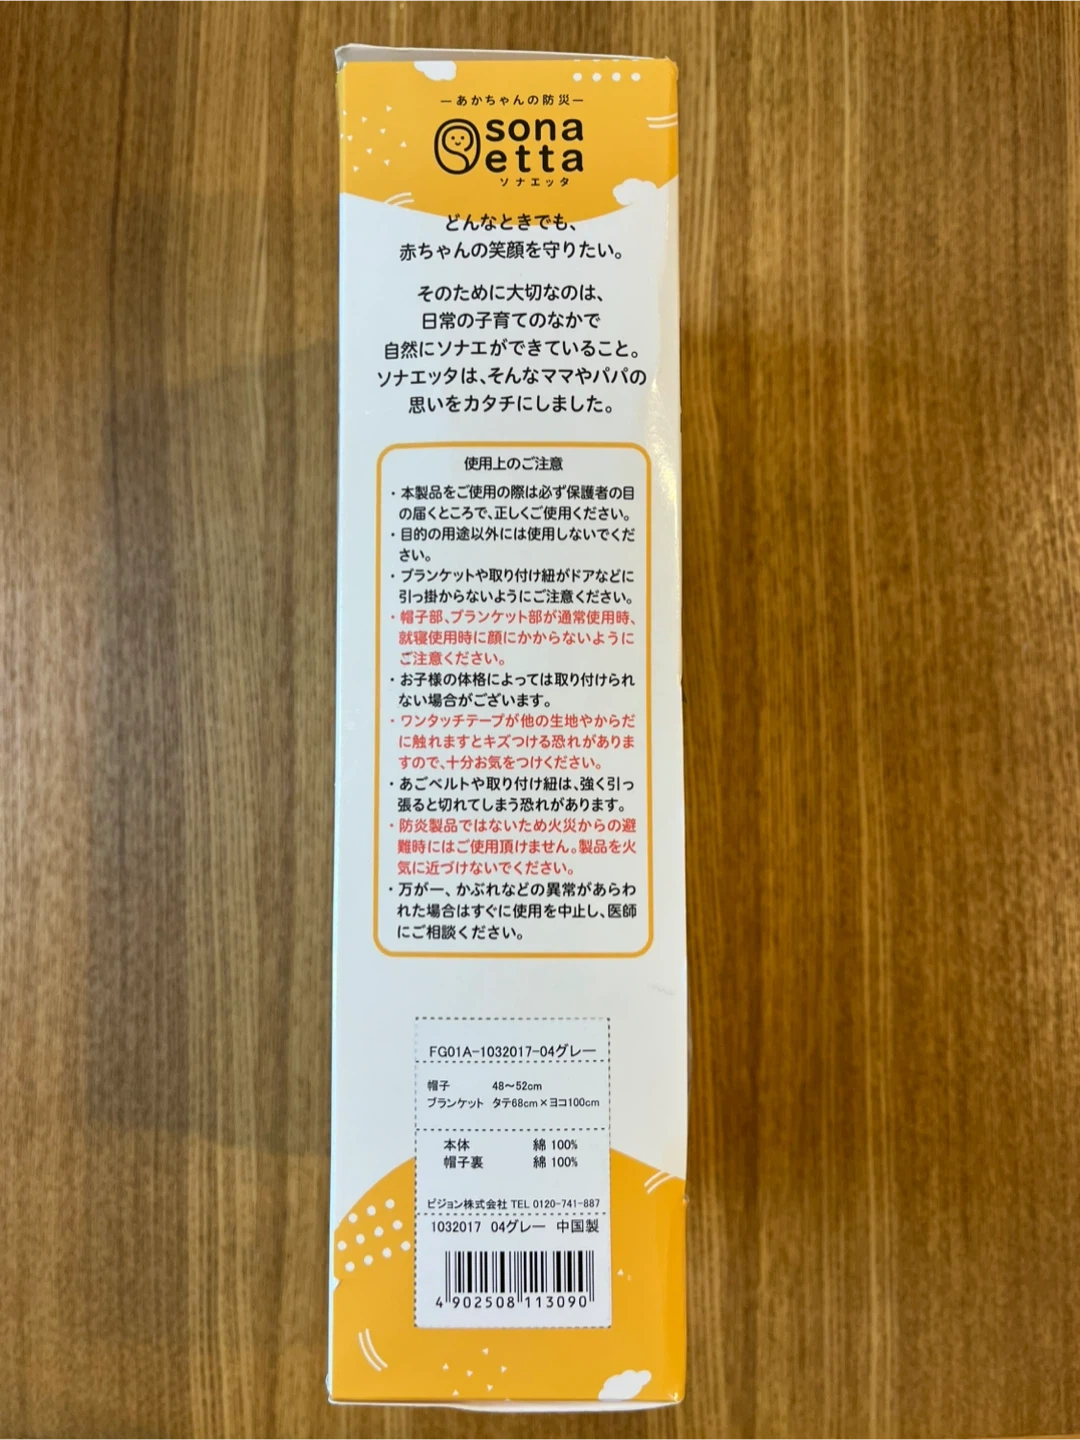 —あかちゃんの防災—
sona
etta
ソナエッタ
どんなときでも、
赤ちゃんの笑顔を守りたい。
そのために大切なのは、
日常の子育てのなかで
自然にソナエができていること。
ソナエッタは、そんなママやパパの
思いをカタチにしました。
使用上のご注意
・本製品をご使用の際は必ず保護者の目
の届くところで、正しくご使用ください。
・目的の用途以外には使用しないでくだ
さい。
・ブランケットや取り付け紐がドアなどに
引っ掛からないようにご注意ください。
・帽子部、ブランケット部が通常使用時、
就寝使用時に顔にかからないように
ご注意ください。
・お子様の体格によっては取り付けられ
ない場合がございます。
・ワンタッチテープが他の生地やからだ
に触れますとキズつける恐れがありま
すので、十分お気をつけください。
・あごベルトや取り付け紐は、強く引っ
張ると切れてしまう恐れがあります。
・防炎製品ではないため火災からの避
難時にはご使用頂けません。製品を火
気に近づけないでください。
・万が一、かぶれなどの異常があらわ
れた場合はすぐに使用を中止し、医師
にご相談ください。
FG01A-1032017-04グレー
帽子 48〜52cm
ブランケット タテ68cm×ヨコ100cm
本体 綿 100%
帽子裏 綿 100%
ピジョン株式会社 TEL 0120-741-887
1032017 04グレー 中国製
4 902508 113090